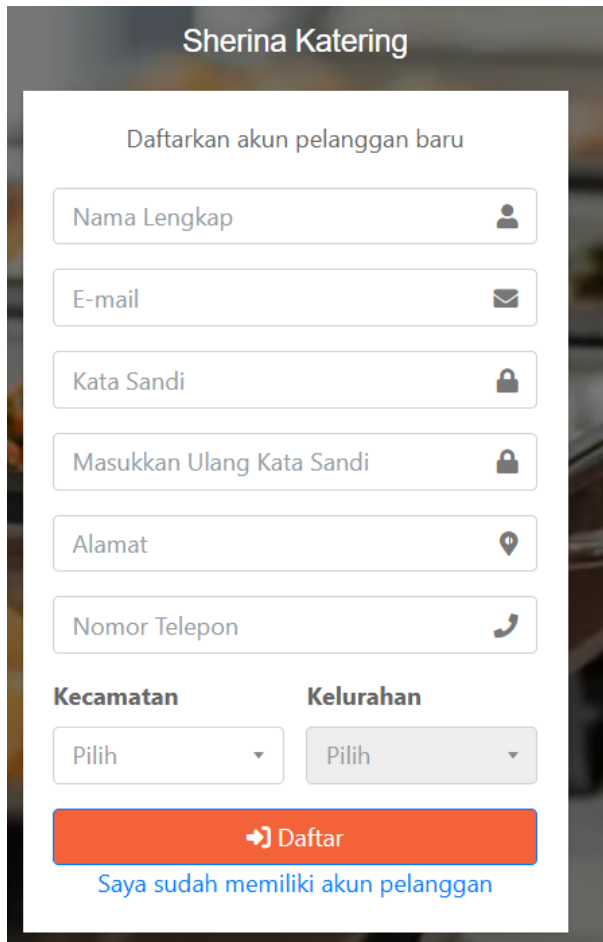 Sherina Katering
Daftarkan akun pelanggan baru
Nama Lengkap
E-mail
Kata Sandi
Masukkan Ulang Kata Sandi
Alamat
Nomor Telepon
Kecamatan Kelurahan
Pilih Pilih
Daftar
Saya sudah memiliki akun pelanggan